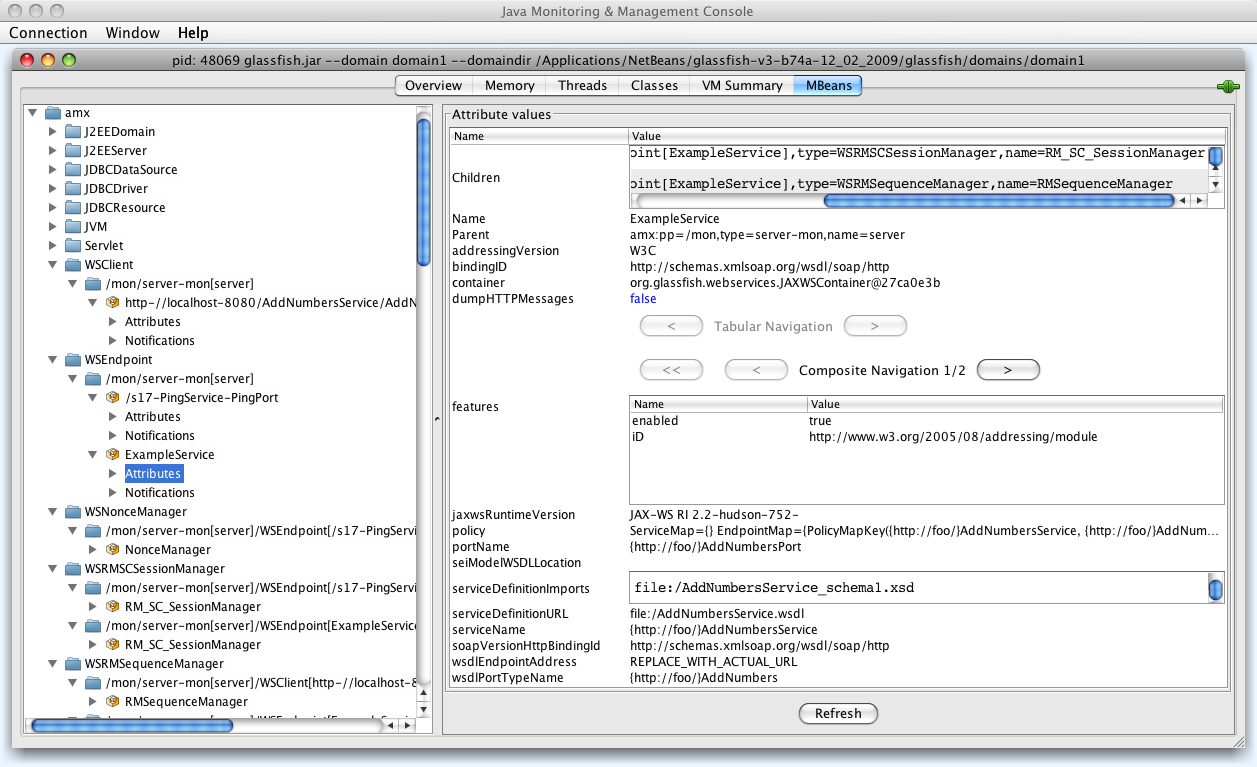 Java Monitoring & Management Console
Connection Window Help
pid: 48069 glassfish.jar --domain domain1 --domaindir /Applications/NetBeans/glassfish-v3-b74a-12_02_2009/glassfish/domains/domain1
Overview Memory Threads Classes VM Summary MBeans
amx
J2EEDomain
J2EEServer
JDBCDataSource
JDBCDriver
JDBCResource
JVM
Servlet
WSClient
/mon/server-mon[server]
http-//localhost-8080/AddNumbersService/AddN
Attributes
Notifications
WSEndpoint
/mon/server-mon[server]
/s17-PingService-PingPort
Attributes
Notifications
ExampleService
Attributes
Notifications
WSNonceManager
/mon/server-mon[server]/WSEndpoint[/s17-PingServi
NonceManager
WSRMSCSessionManager
/mon/server-mon[server]/WSEndpoint[/s17-PingServi
RM_SC_SessionManager
/mon/server-mon[server]/WSEndpoint[ExampleService
RM_SC_SessionManager
WSRMSequenceManager
/mon/server-mon[server]/WSClient[http-//localhost-8
RMSequenceManager
Attribute values
Name Value
Children
oint[ExampleService],type=WSRMSCSessionManager,name=RM_SC_SessionManager
oint[ExampleService],type=WSRMSequenceManager,name=RMSequenceManager
Name ExampleService
Parent amx:pp=/mon,type=server-mon,name=server
addressingVersion W3C
bindingID http://schemas.xmlsoap.org/wsdl/soap/http
container org.glassfish.webservices.JAXWSContainer@27ca0e3b
dumpHTTPMessages false
< Tabular Navigation >
<< < Composite Navigation 1/2 >
features
Name Value
enabled true
iD http://www.w3.org/2005/08/addressing/module
jaxwsRuntimeVersion JAX-WS RI 2.2-hudson-752-
policy ServiceMap={} EndpointMap={PolicyMapKey({http://foo/}AddNumbersService, {http://foo/}AddNum...
portName {http://foo/}AddNumbersPort
seiModelWSDLLocation
serviceDefinitionImports file:/AddNumbersService_schema1.xsd
serviceDefinitionURL file:/AddNumbersService.wsdl
serviceName {http://foo/}AddNumbersService
soapVersionHttpBindingId http://schemas.xmlsoap.org/wsdl/soap/http
wsdlEndpointAddress REPLACE_WITH_ACTUAL_URL
wsdlPortTypeName {http://foo/}AddNumbers
Refresh